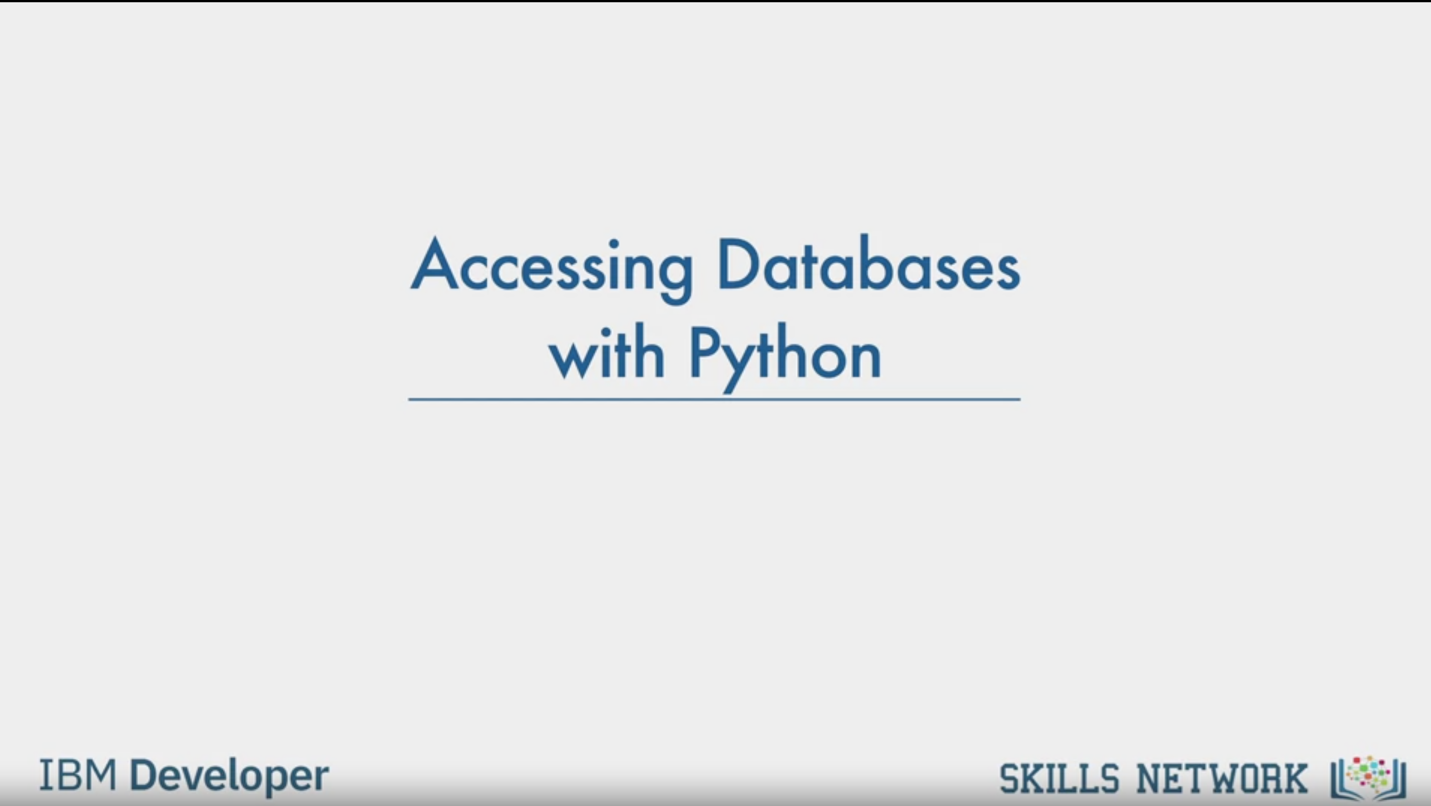 Accessing Databases
with Python
IBM Developer
SKILLS NETWORK